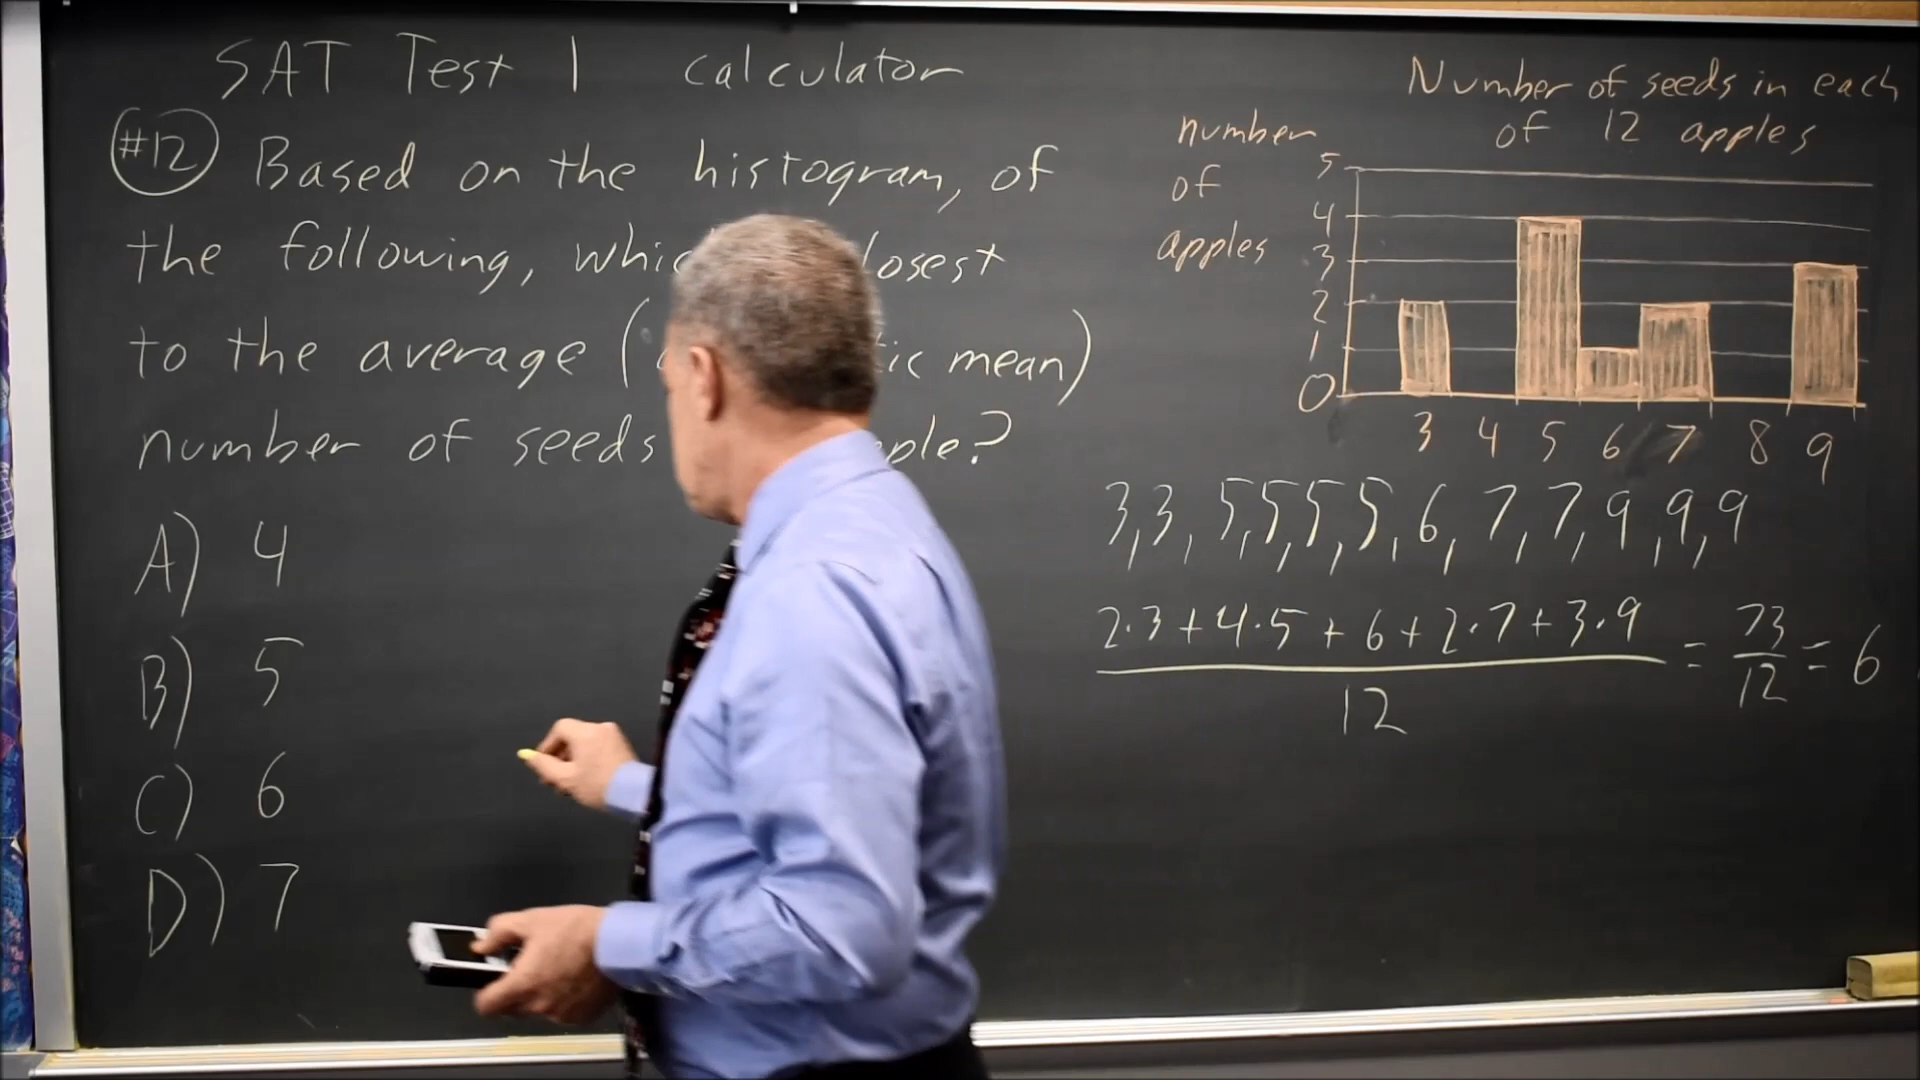 SAT Test 1 calculator
#12 Based on the histogram, of
the following, whic losest
to the average ( tic mean)
number of seeds ple?
A) 4
B) 5
C) 6
D) 7
Number of seeds in each
of 12 apples
number
of
apples
5
4
3
2
1
0
3 4 5 6 7 8 9
3,3,5,5,5,5,6,7,7,9,9,9
2·3+4·5+6+2·7+3·9 = 73 = 6
12 12